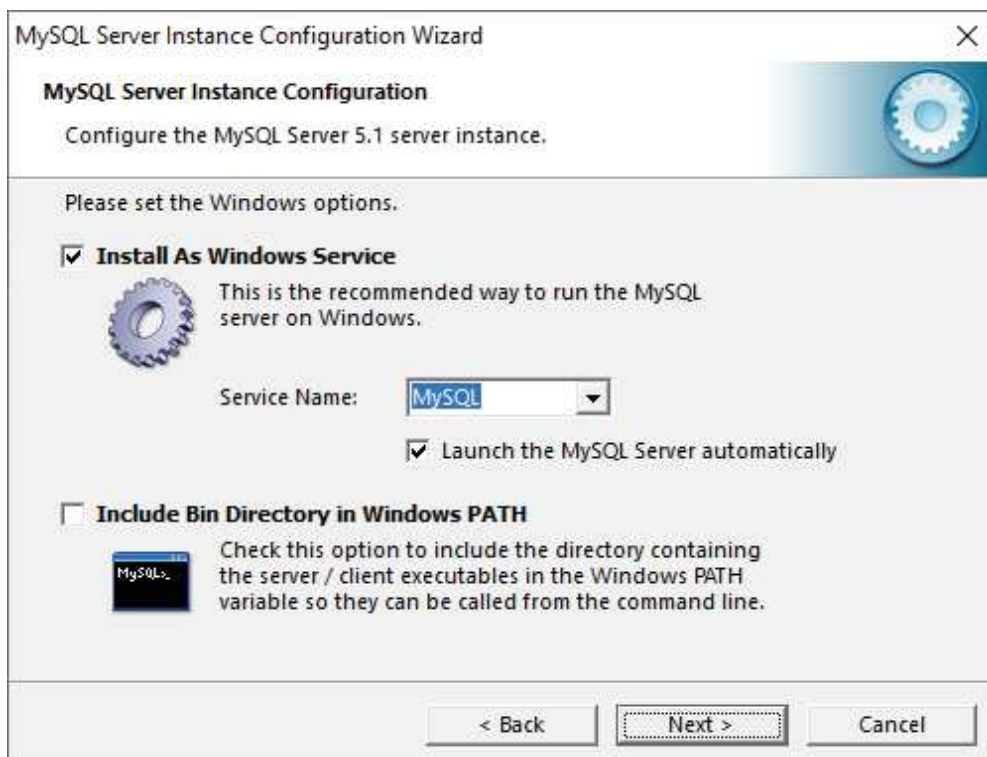 MySQL Server Instance Configuration Wizard
MySQL Server Instance Configuration
Configure the MySQL Server 5.1 server instance.
Please set the Windows options.
Install As Windows Service
This is the recommended way to run the MySQL
server on Windows.
Service Name: MySQL
Launch the MySQL Server automatically
Include Bin Directory in Windows PATH
MySQL>_
Check this option to include the directory containing
the server / client executables in the Windows PATH
variable so they can be called from the command line.
< Back Next > Cancel